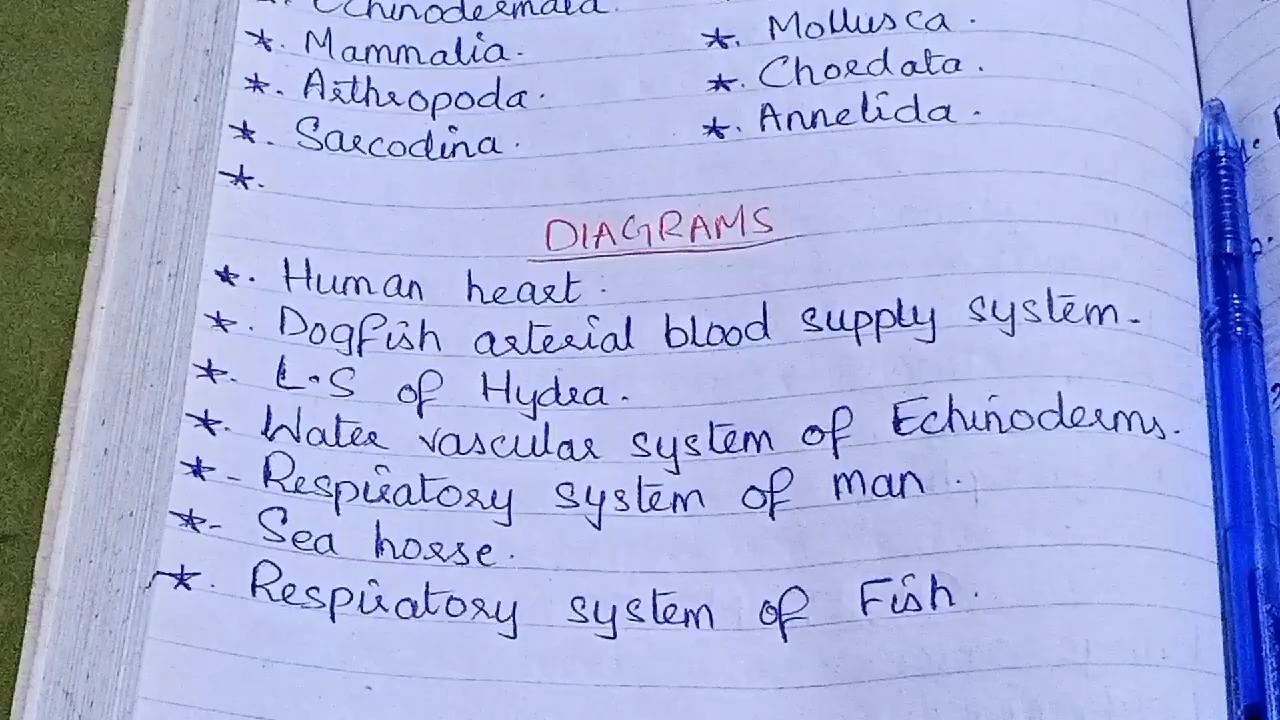 Echinodermata.
*. Mammalia. *. Mollusca.
*. Arthropoda. *. Chordata.
*. Sarcodina. *. Annelida.
*.
DIAGRAMS
*. Human heart.
*. Dogfish arterial blood supply system.
*. L.S of Hydra.
*. Water vascular system of Echinoderms.
*- Respiratory system of man.
*- Sea horse.
*. Respiratory system of Fish.